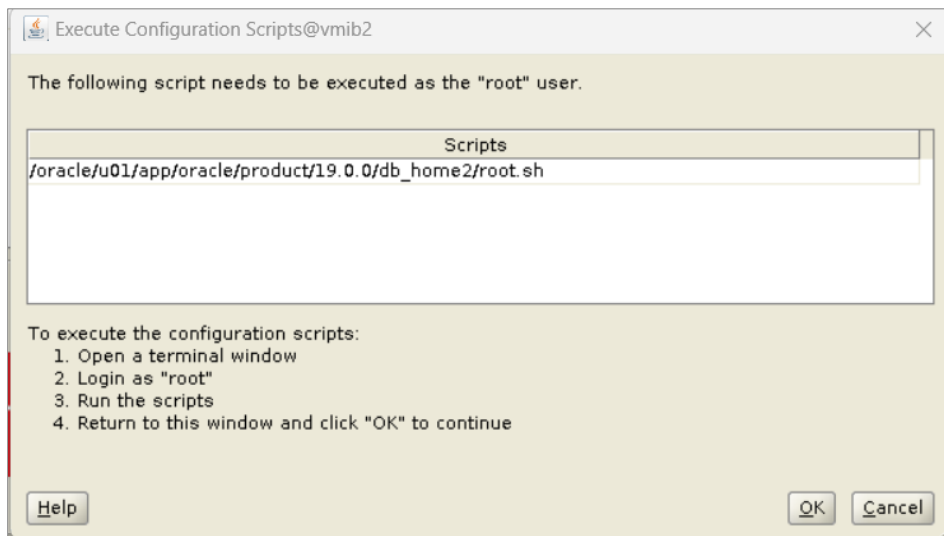 Execute Configuration Scripts@vmib2
The following script needs to be executed as the "root" user.
Scripts
/oracle/u01/app/oracle/product/19.0.0/db_home2/root.sh
To execute the configuration scripts:
1. Open a terminal window
2. Login as "root"
3. Run the scripts
4. Return to this window and click "OK" to continue
Help
OK
Cancel